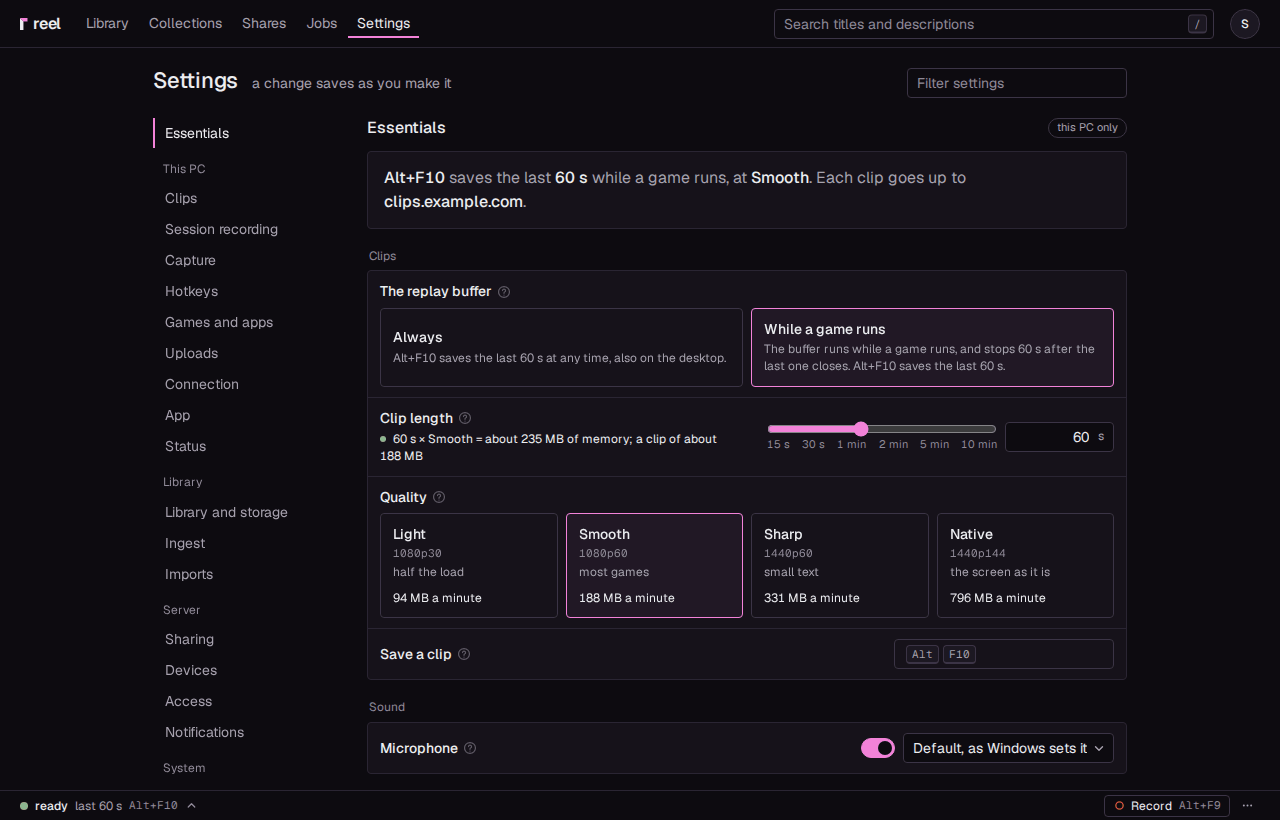 reel Library Collections Shares Jobs Settings Search titles and descriptions / S
Settings a change saves as you make it Filter settings
Essentials
This PC
Clips
Session recording
Capture
Hotkeys
Games and apps
Uploads
Connection
App
Status
Library
Library and storage
Ingest
Imports
Server
Sharing
Devices
Access
Notifications
System
Essentials this PC only
Alt+F10 saves the last 60 s while a game runs, at Smooth. Each clip goes up to
clips.example.com.
Clips
The replay buffer ?
Always
Alt+F10 saves the last 60 s at any time, also on the desktop.
While a game runs
The buffer runs while a game runs, and stops 60 s after the
last one closes. Alt+F10 saves the last 60 s.
Clip length ?
60 s × Smooth = about 235 MB of memory; a clip of about
188 MB
15 s 30 s 1 min 2 min 5 min 10 min
60 s
Quality ?
Light
1080p30
half the load
94 MB a minute
Smooth
1080p60
most games
188 MB a minute
Sharp
1440p60
small text
331 MB a minute
Native
1440p144
the screen as it is
796 MB a minute
Save a clip ? Alt F10
Sound
Microphone ? Default, as Windows sets it
ready last 60 s Alt+F10 Record Alt+F9 ···